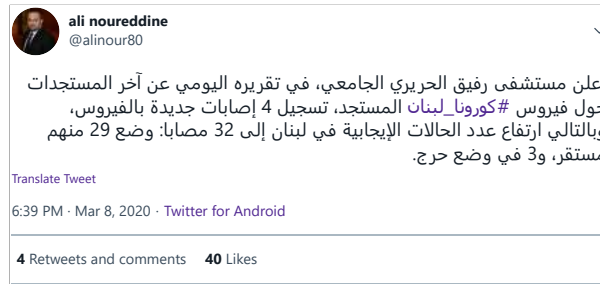 ali noureddine
@alinour80
علن مستشفى رفيق الحريري الجامعي، في تقريره اليومي عن آخر المستجدات
حول فيروس #كورونا_لبنان المستجد، تسجيل 4 إصابات جديدة بالفيروس،
وبالتالي ارتفاع عدد الحالات الإيجابية في لبنان إلى 32 مصابا: وضع 29 منهم
مستقر، و3 في وضع حرج.
Translate Tweet
6:39 PM · Mar 8, 2020 · Twitter for Android
4 Retweets and comments 40 Likes